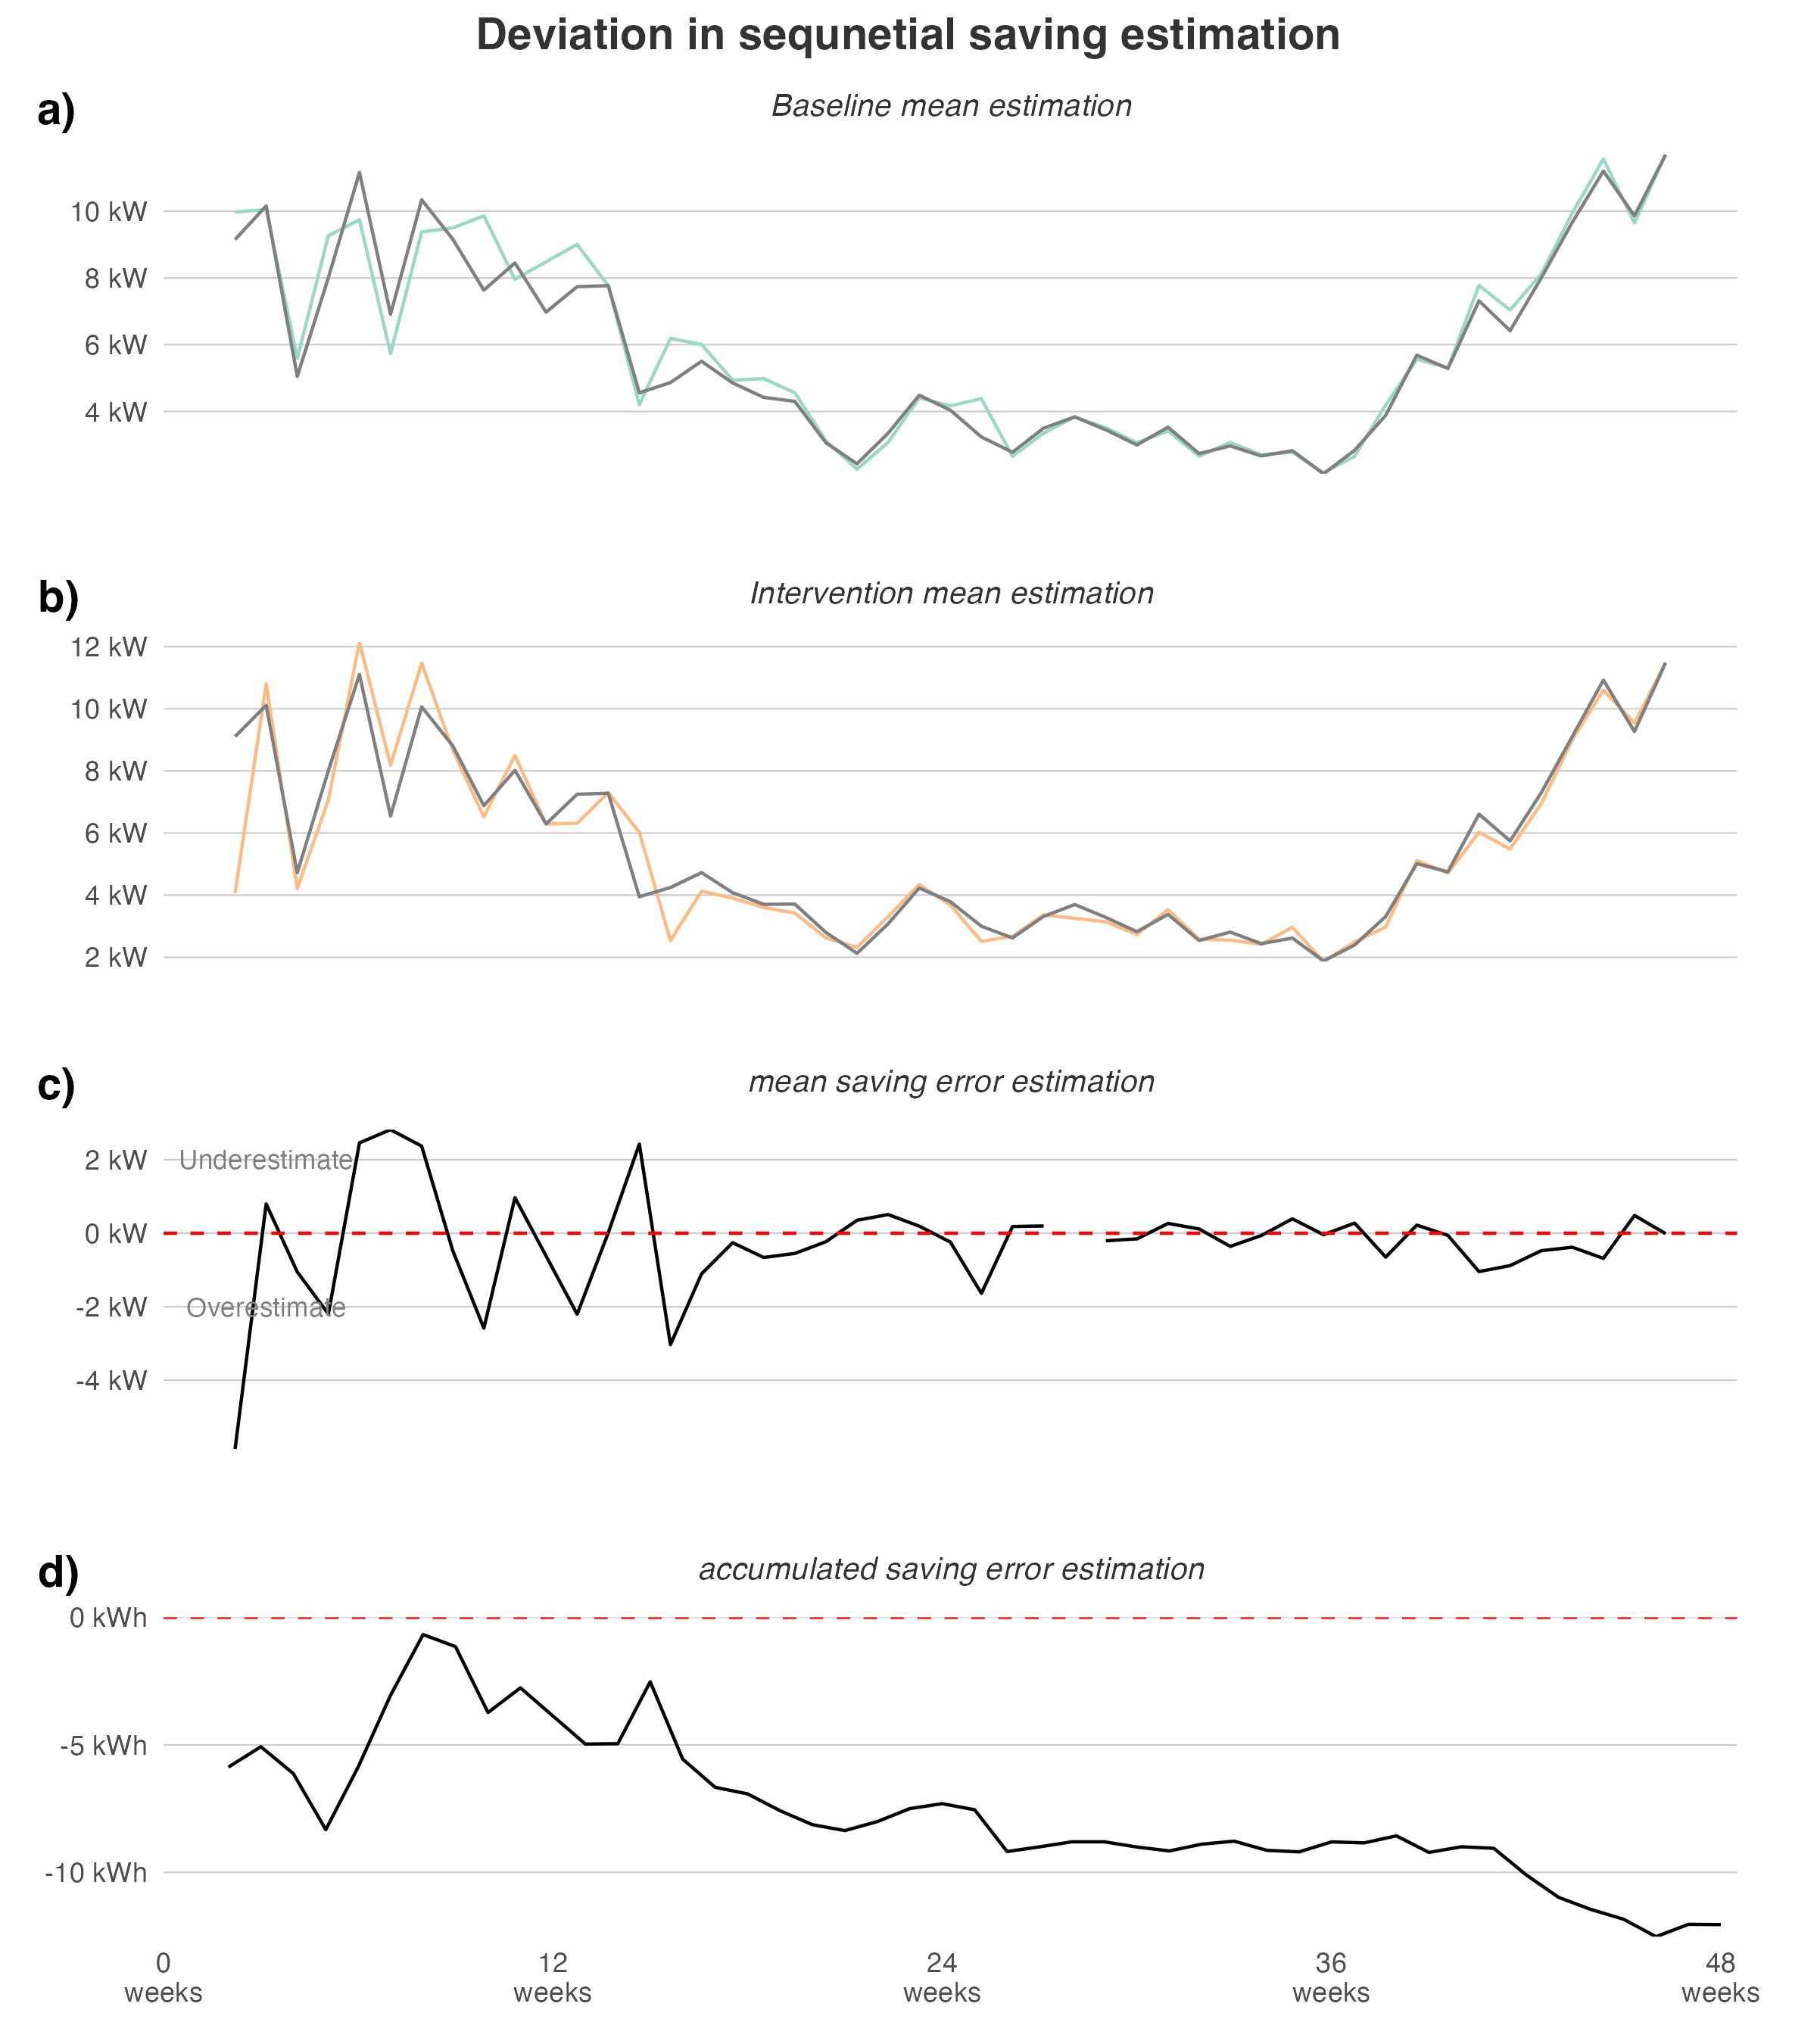 Deviation in sequnetial saving estimation
a)
Baseline mean estimation
10 kW
8 kW
6 kW
4 kW
b)
Intervention mean estimation
12 kW
10 kW
8 kW
6 kW
4 kW
2 kW
c)
mean saving error estimation
2 kW
Underestimate
0 kW
-2 kW
Overestimate
-4 kW
d)
accumulated saving error estimation
0 kWh
-5 kWh
-10 kWh
0 12 24 36 48
weeks weeks weeks weeks weeks